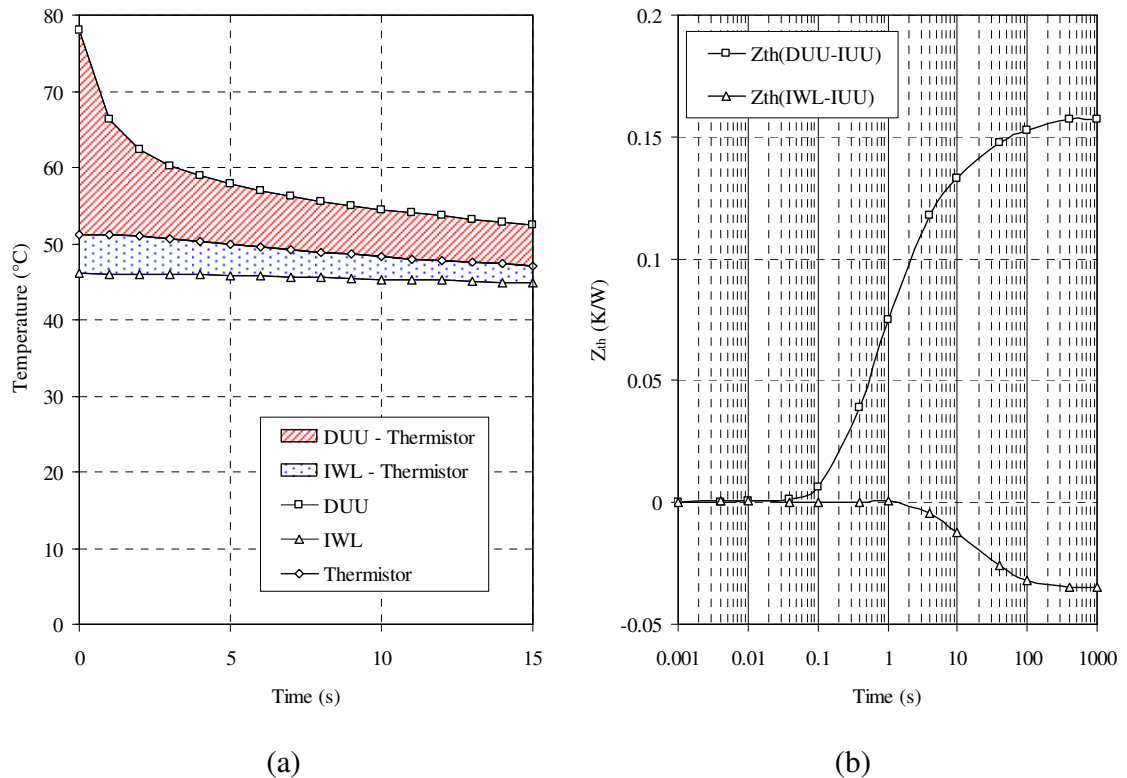 80
70
60
50
40
30
20
10
0
0 5 10 15
Temperature (°C)
Time (s)
DUU - Thermistor
IWL - Thermistor
DUU
IWL
Thermistor
(a)
0.2
0.15
0.1
0.05
0
-0.05
0.001 0.01 0.1 1 10 100 1000
Zth (K/W)
Time (s)
Zth(DUU-IUU)
Zth(IWL-IUU)
(b)